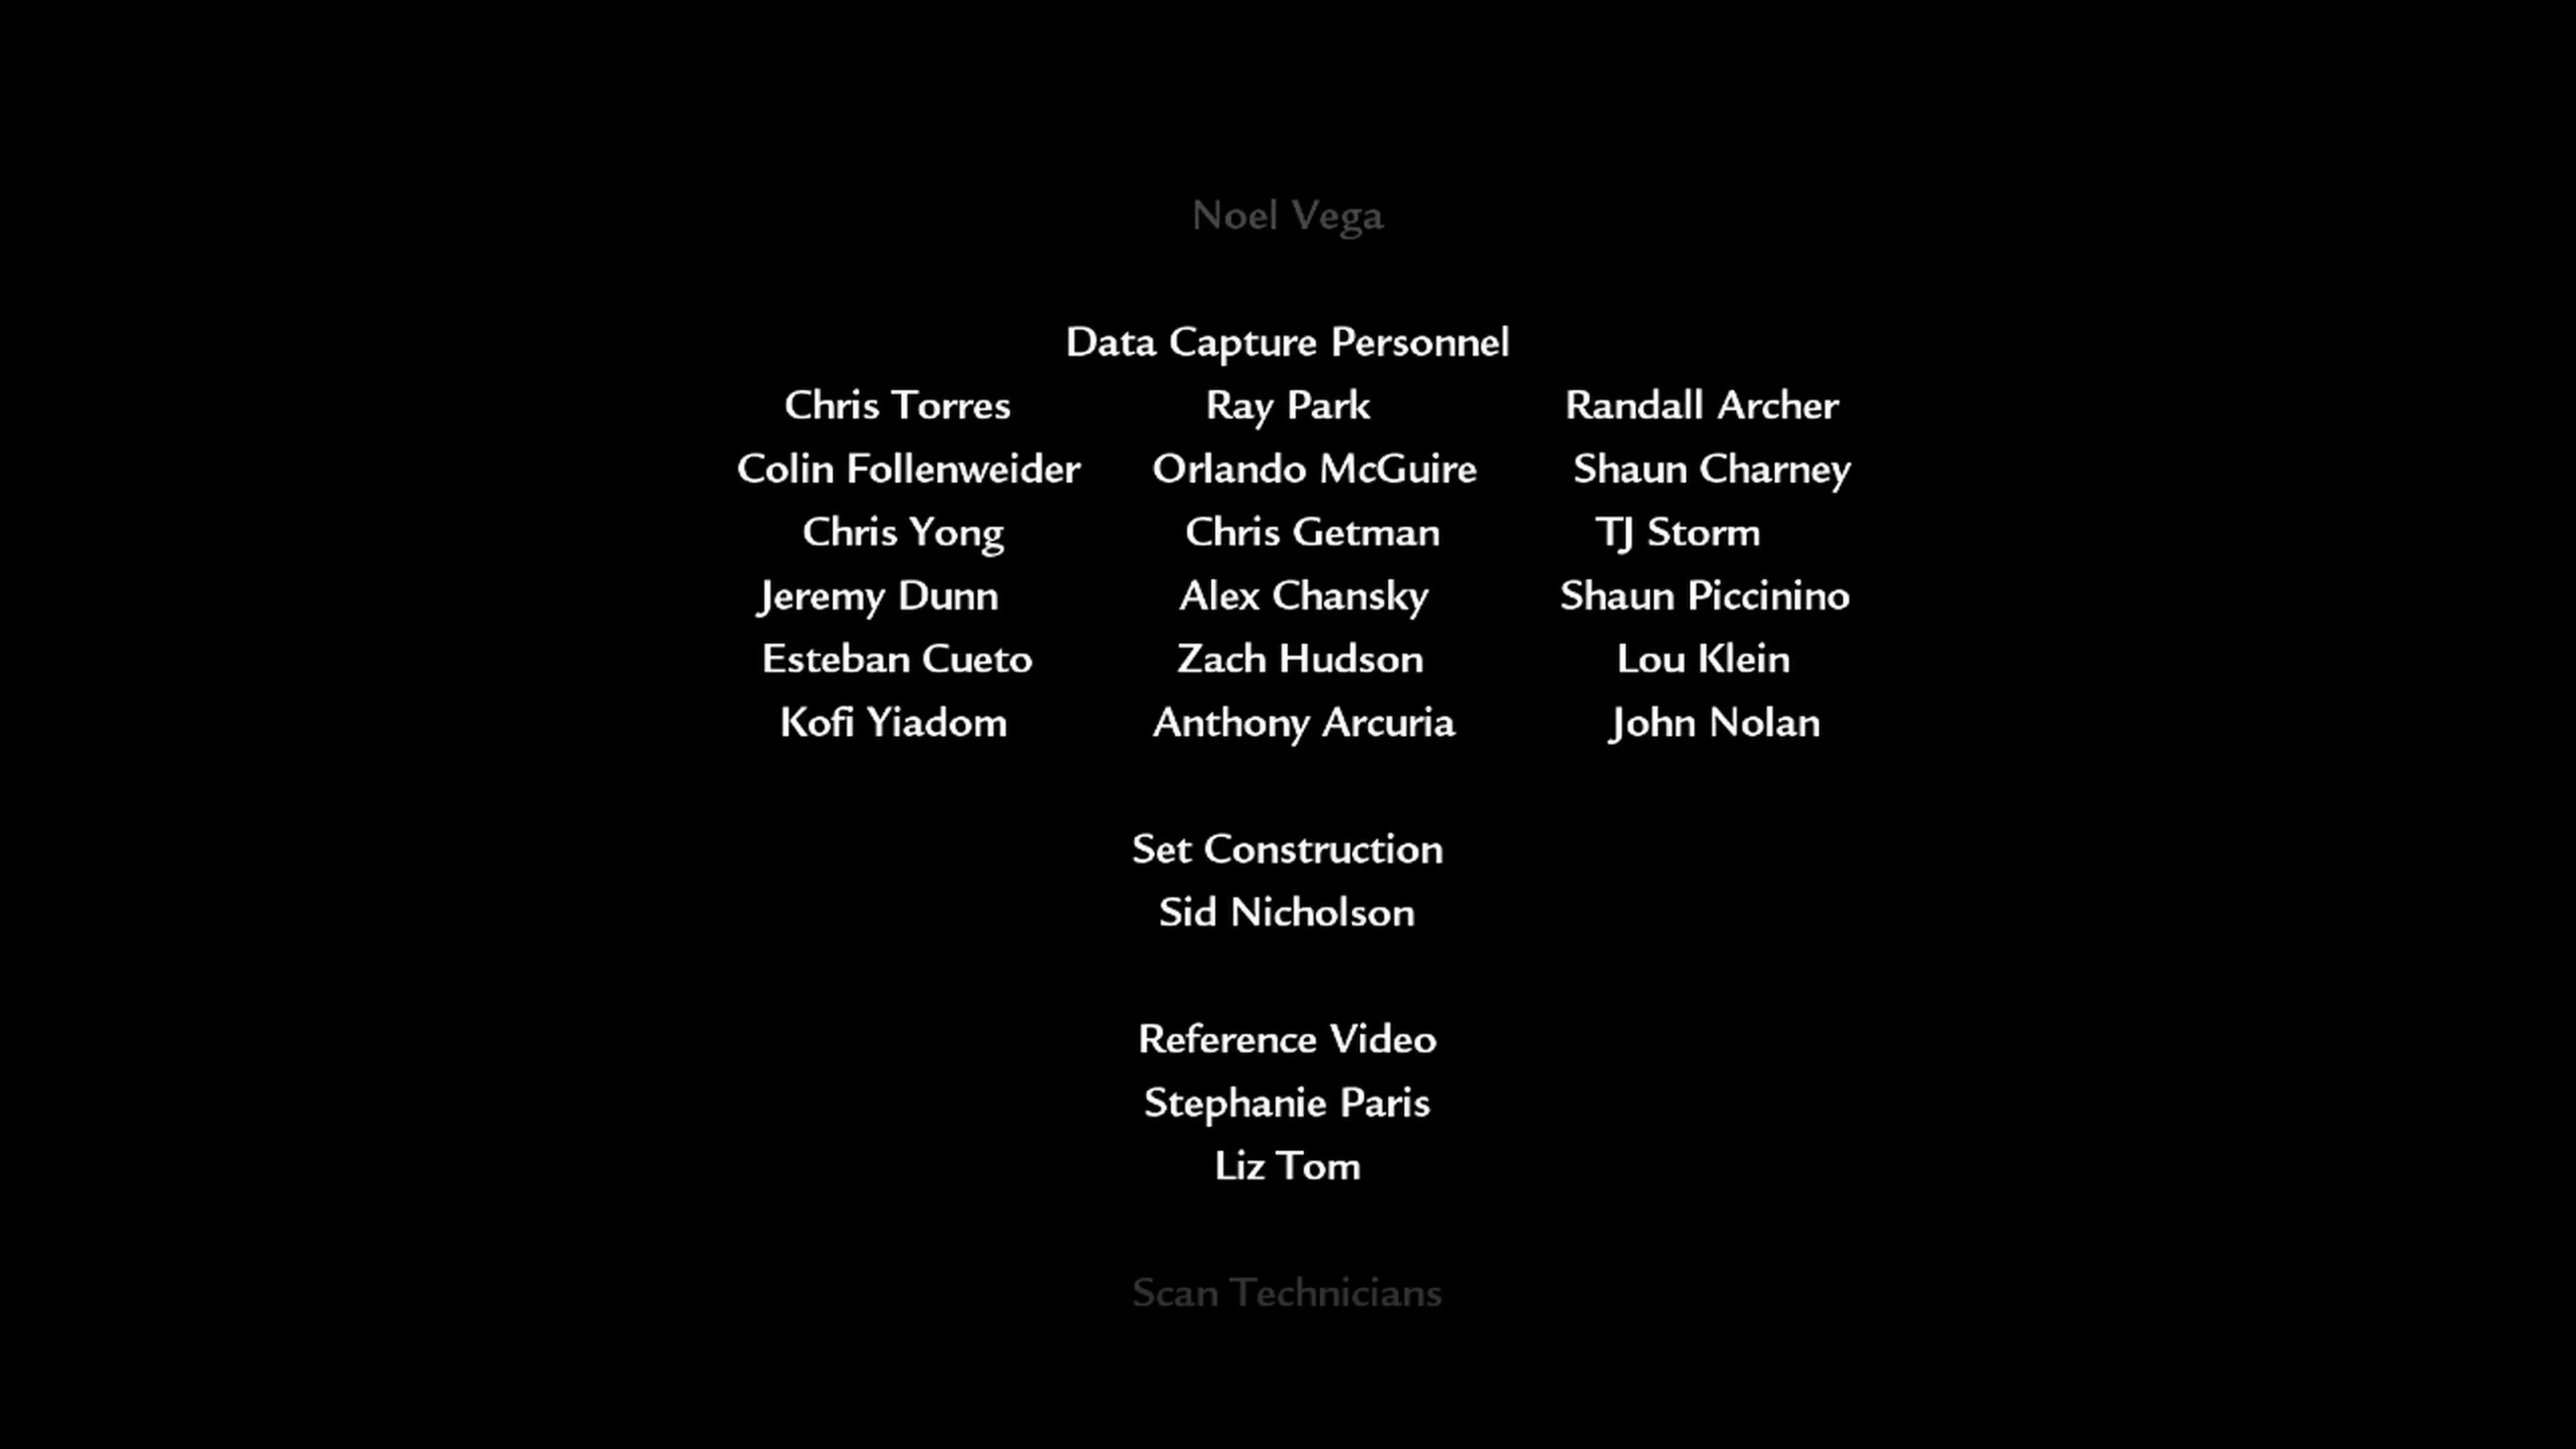 Noel Vega
Data Capture Personnel
Chris Torres Ray Park Randall Archer
Colin Follenweider Orlando McGuire Shaun Charney
Chris Yong Chris Getman TJ Storm
Jeremy Dunn Alex Chansky Shaun Piccinino
Esteban Cueto Zach Hudson Lou Klein
Kofi Yiadom Anthony Arcuria John Nolan
Set Construction
Sid Nicholson
Reference Video
Stephanie Paris
Liz Tom
Scan Technicians